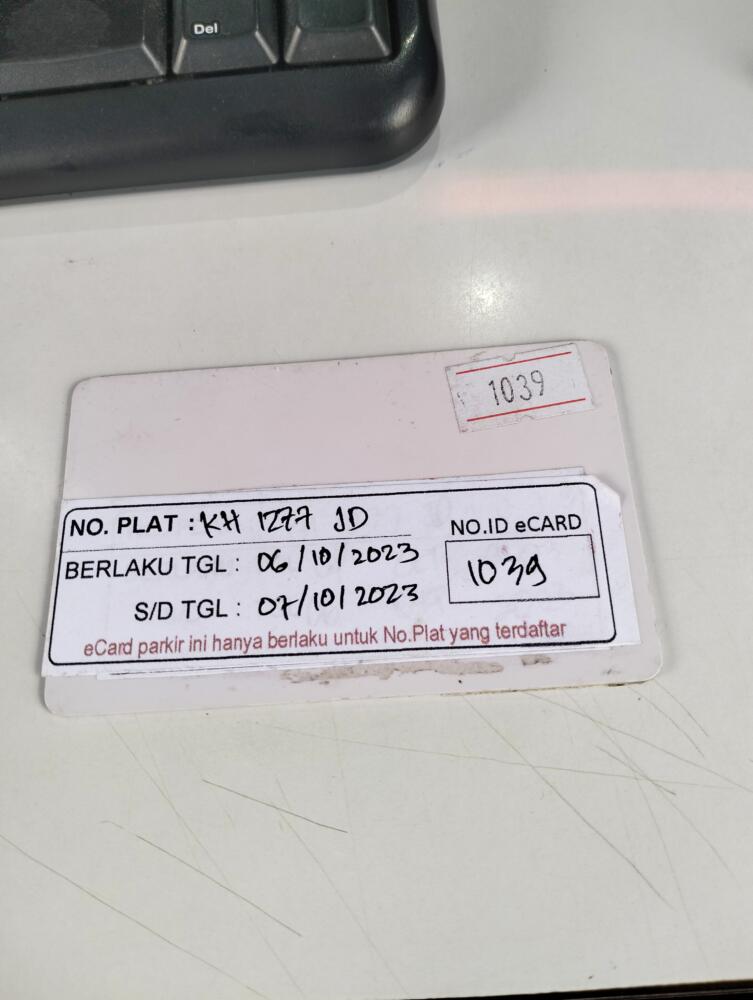 Del
1039
NO. PLAT : KH 1277 JD
NO.ID eCARD
BERLAKU TGL : 06/10/2023
1039
S/D TGL : 07/10/2023
eCard parkir ini hanya berlaku untuk No.Plat yang terdaftar